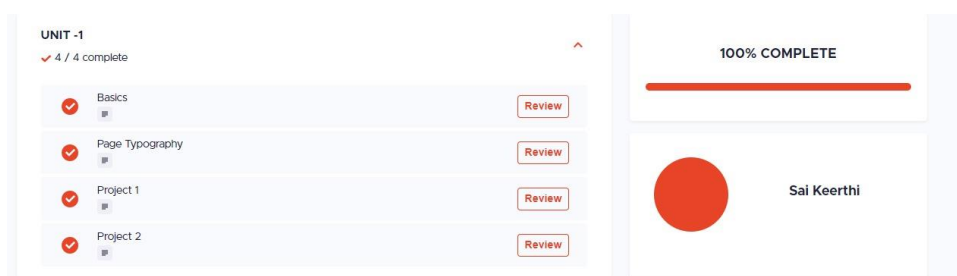 UNIT -1
4 / 4 complete
Basics
Review
Page Typography
Review
Project 1
Review
Project 2
Review
100% COMPLETE
Sai Keerthi